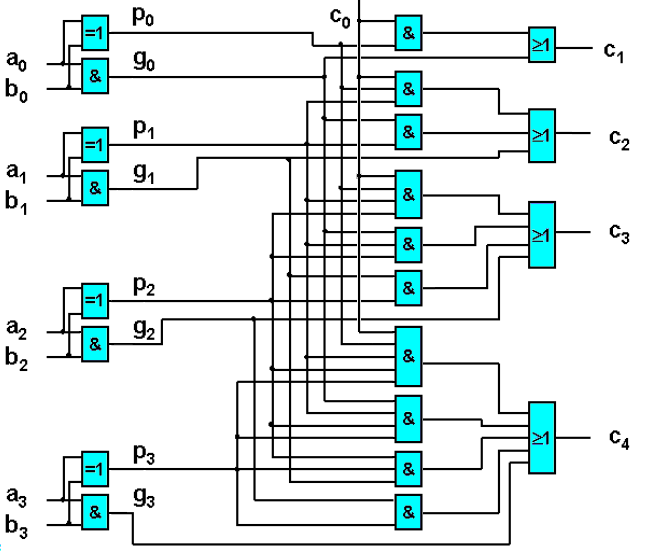 p₀ c₀
=1 & ≥1 c₁
a₀ g₀
b₀ & &
p₁ & ≥1 c₂
=1
a₁ g₁
b₁ & &
& ≥1 c₃
p₂ &
=1
a₂ g₂
b₂ & &
& ≥1 c₄
p₃
=1 &
a₃ g₃
b₃ & &